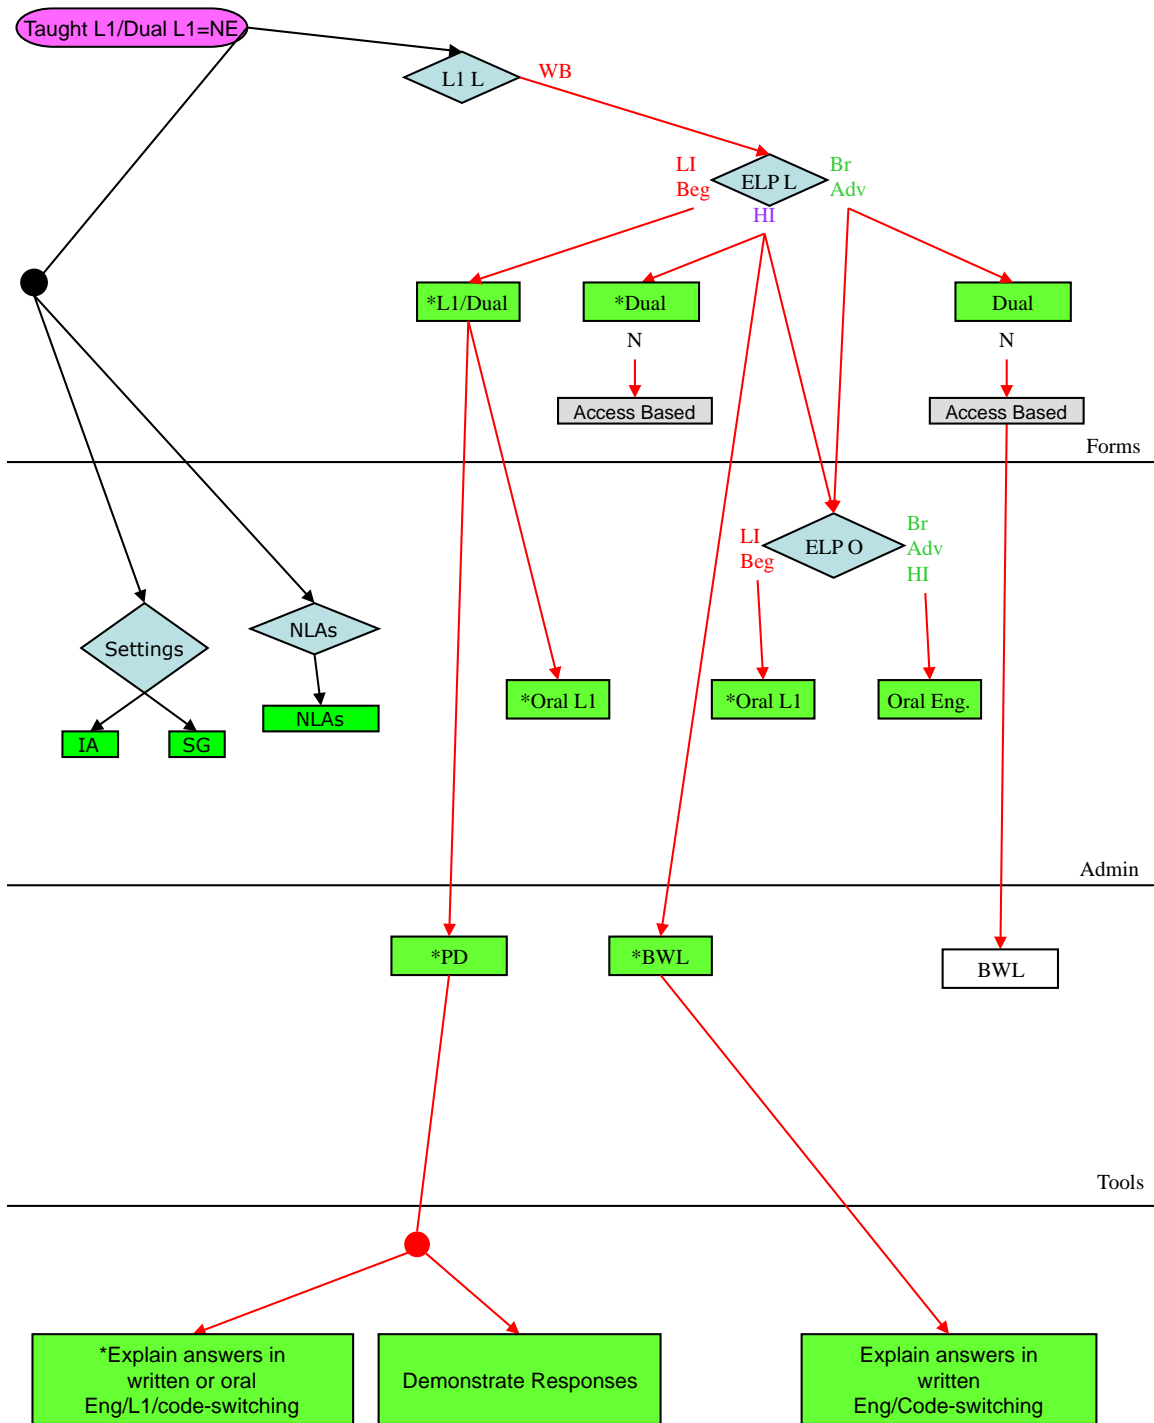 Taught L1/Dual L1=NE
L1 L
WB
LI
Beg
ELP L
Br
Adv
HI
*L1/Dual
*Dual
Dual
N
N
Access Based
Access Based
Forms
LI
Beg
ELP O
Br
Adv
HI
Settings
NLAs
*Oral L1
*Oral L1
Oral Eng.
NLAs
IA
SG
Admin
*PD
*BWL
BWL
Tools
*Explain answers in
written or oral
Eng/L1/code-switching
Demonstrate Responses
Explain answers in
written
Eng/Code-switching